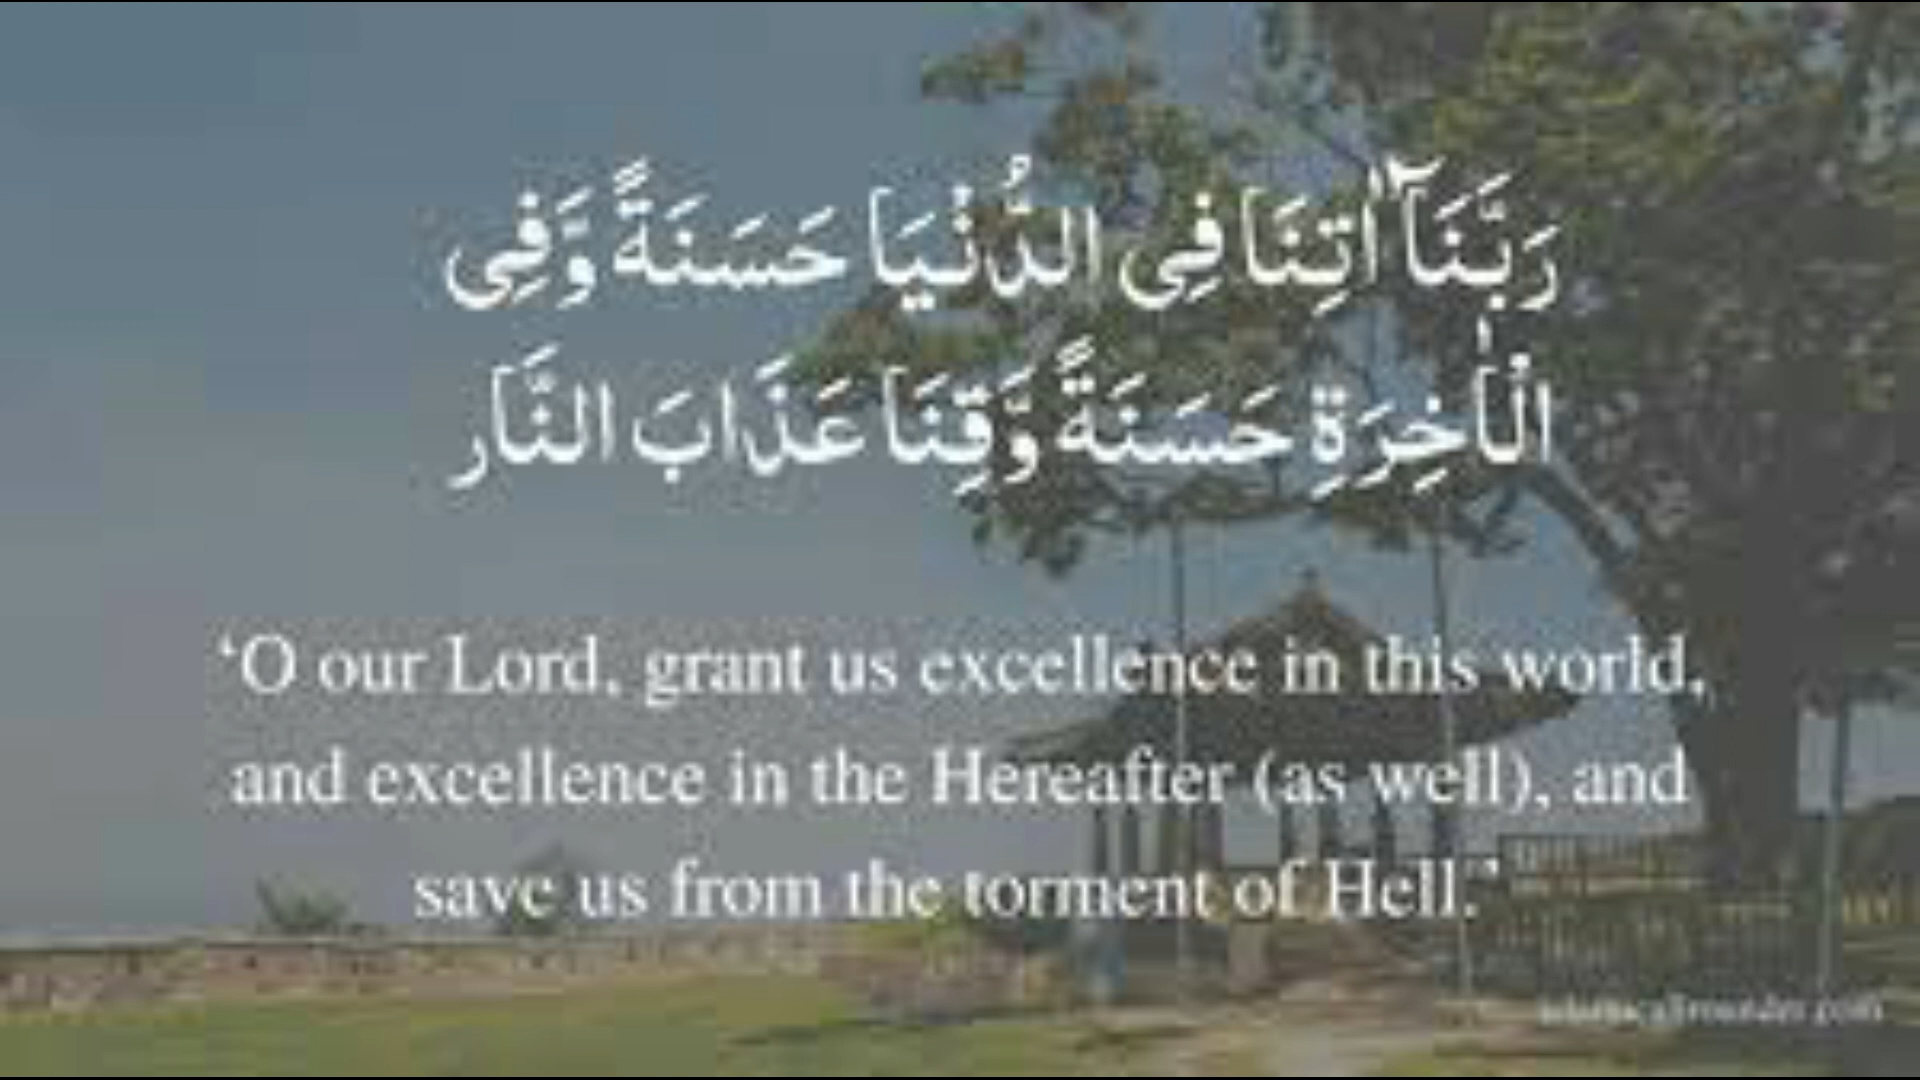 رَبَّنَآ اٰتِنَا فِي الدُّنْيَا حَسَنَةً وَّفِي
الْاٰخِرَةِ حَسَنَةً وَّقِنَا عَذَابَ النَّار
‘O our Lord, grant us excellence in this world,
and excellence in the Hereafter (as well), and
save us from the torment of Hell.’